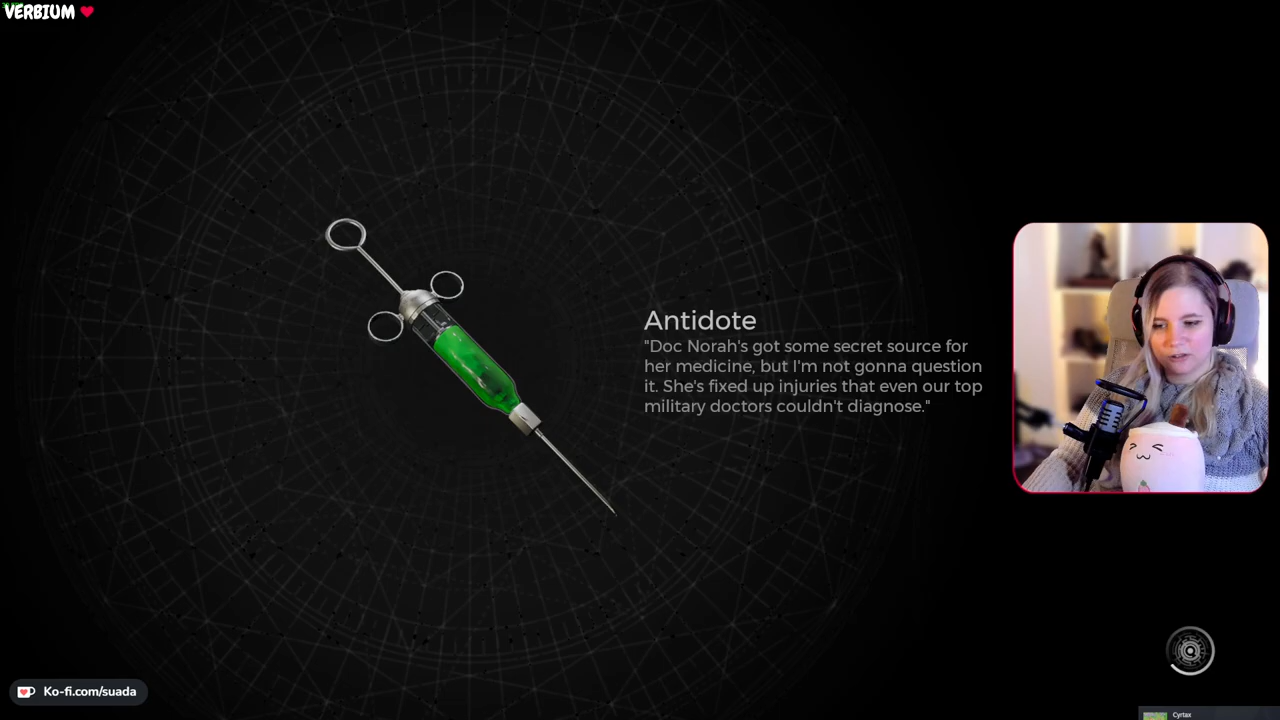 VERBIUM
Antidote
"Doc Norah's got some secret source for
her medicine, but I'm not gonna question
it. She's fixed up injuries that even our top
military doctors couldn't diagnose."
Ko-fi.com/suada
Cyrtax